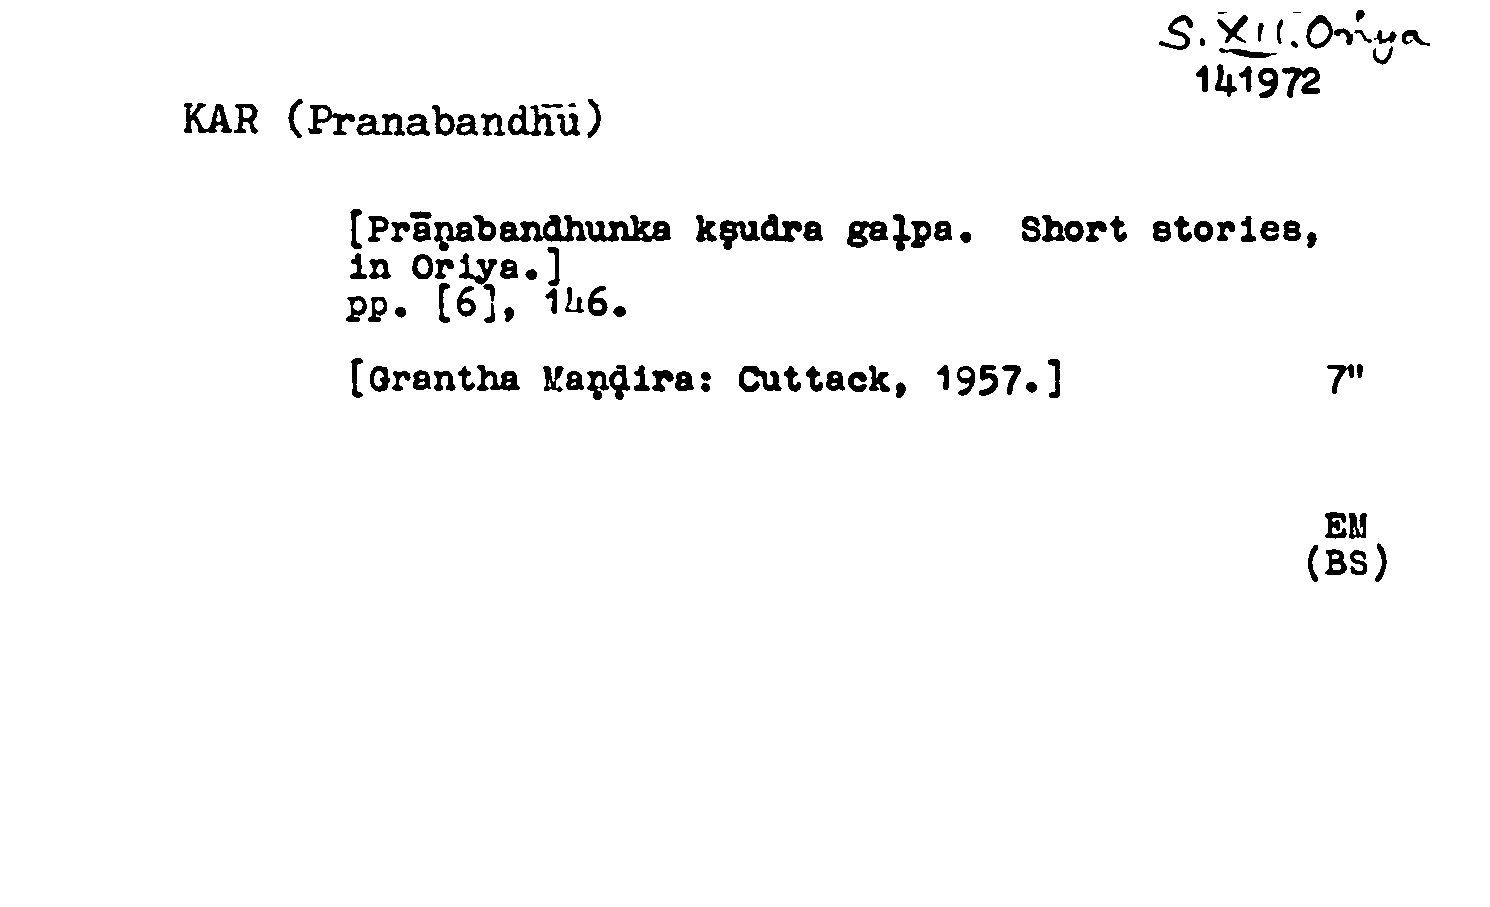 S. XII. Oriya
141972
KAR (Pranabandhū)
[Prāṇabandhunka kṣudra gaḷpa. Short stories,
in Oriya.]
pp. [6], 146.
[Grantha Maṇḍira: Cuttack, 1957.] 7"
EM
(BS)